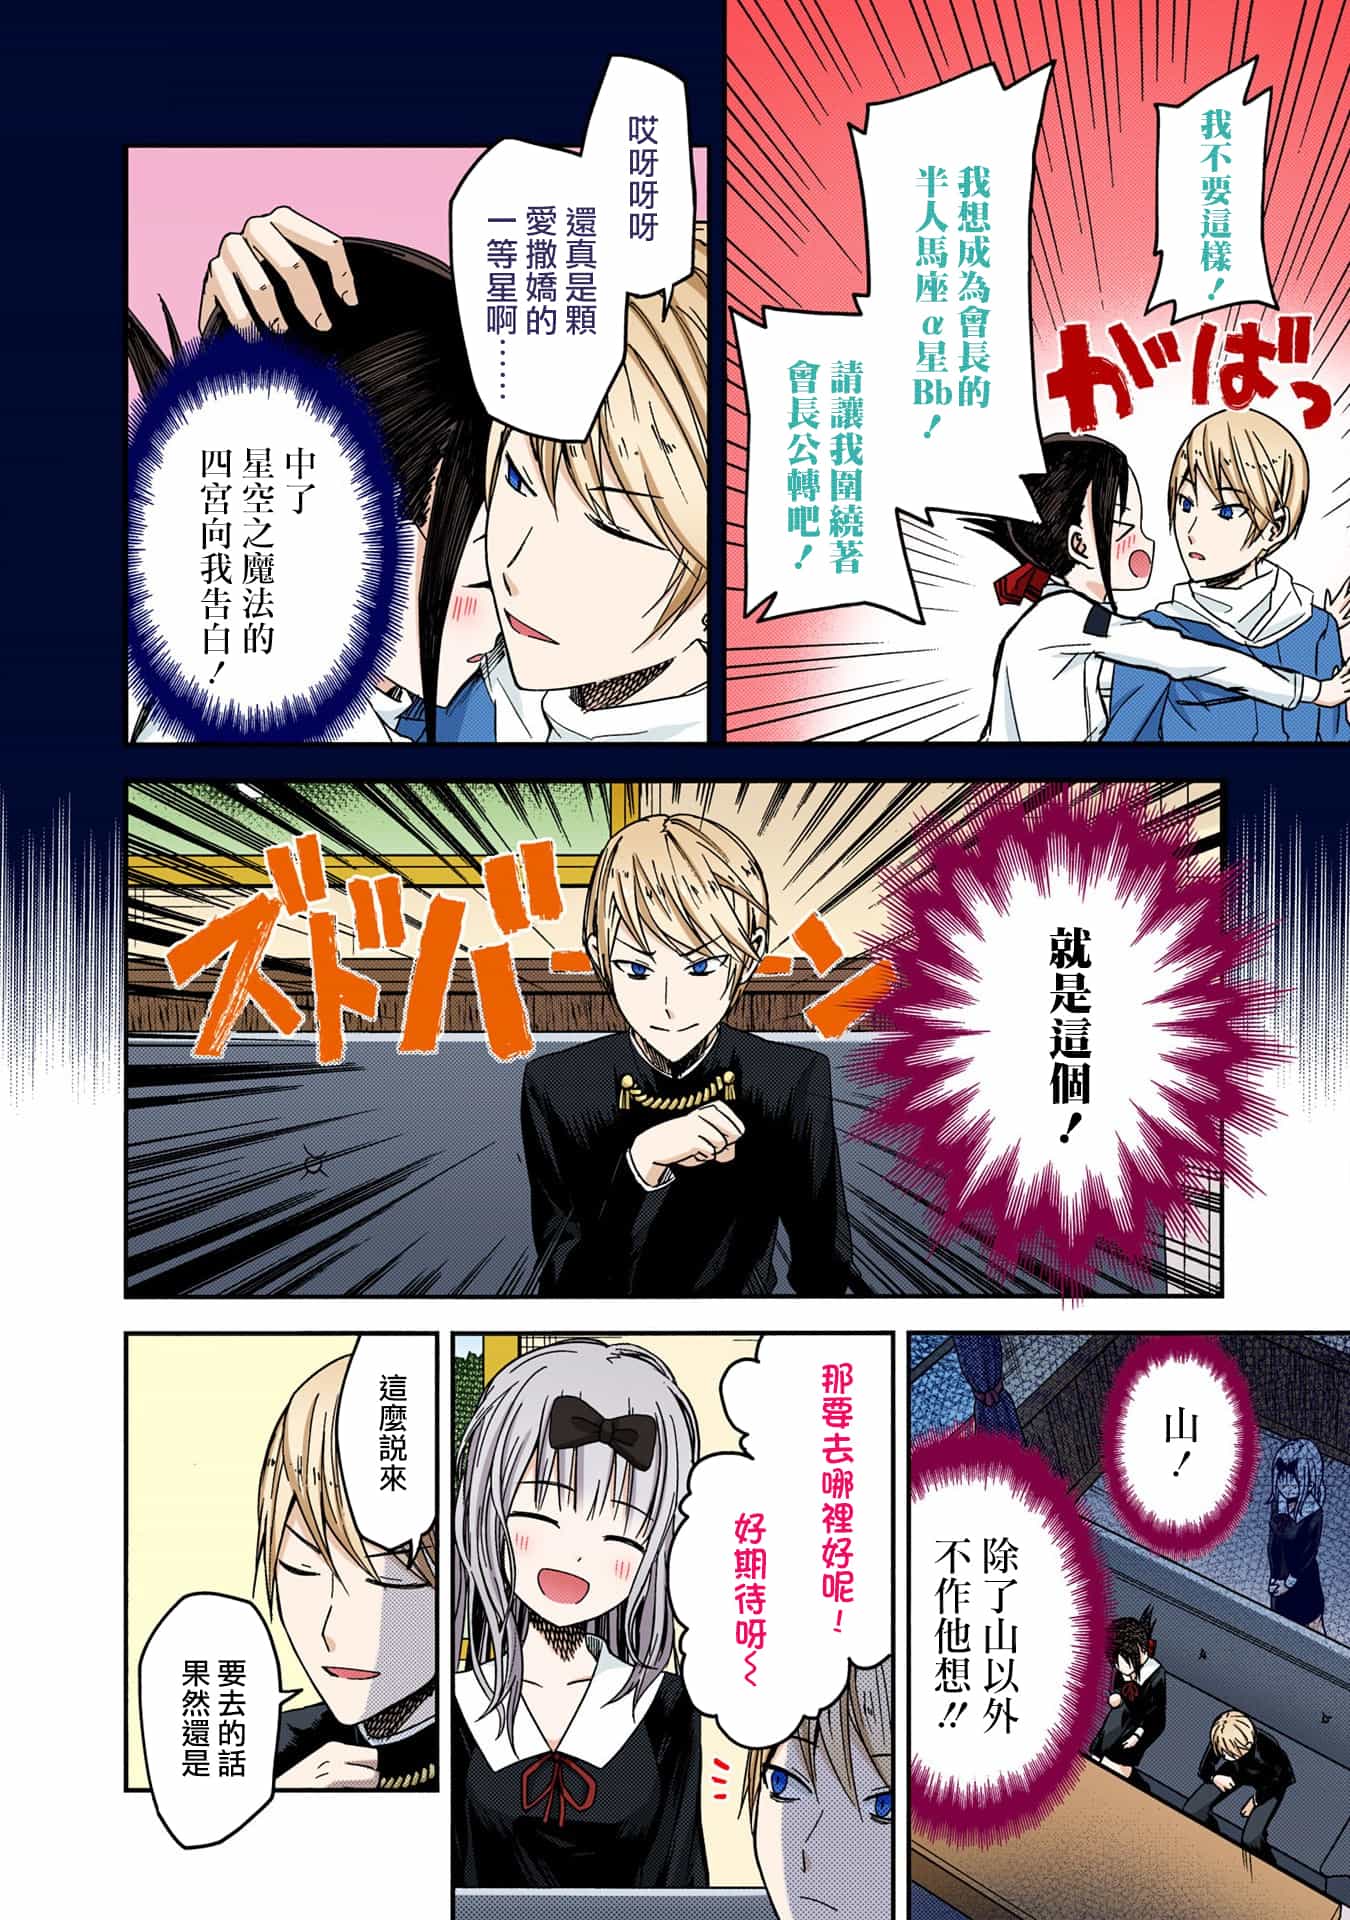 我不要這樣！
がばっ
我想成為會長的
半人馬座α星Bb！
請讓我圍繞著
會長公轉吧！
哎呀呀呀
還真是顆
愛撒嬌的
一等星啊……
中了
星空之魔法的
四宮向我告白！
就是這個！
ズドバーーン
山！
除了山以外
不作他想!!
那要去哪裡好呢！
好期待呀～
這麼說來
要去的話
果然還是